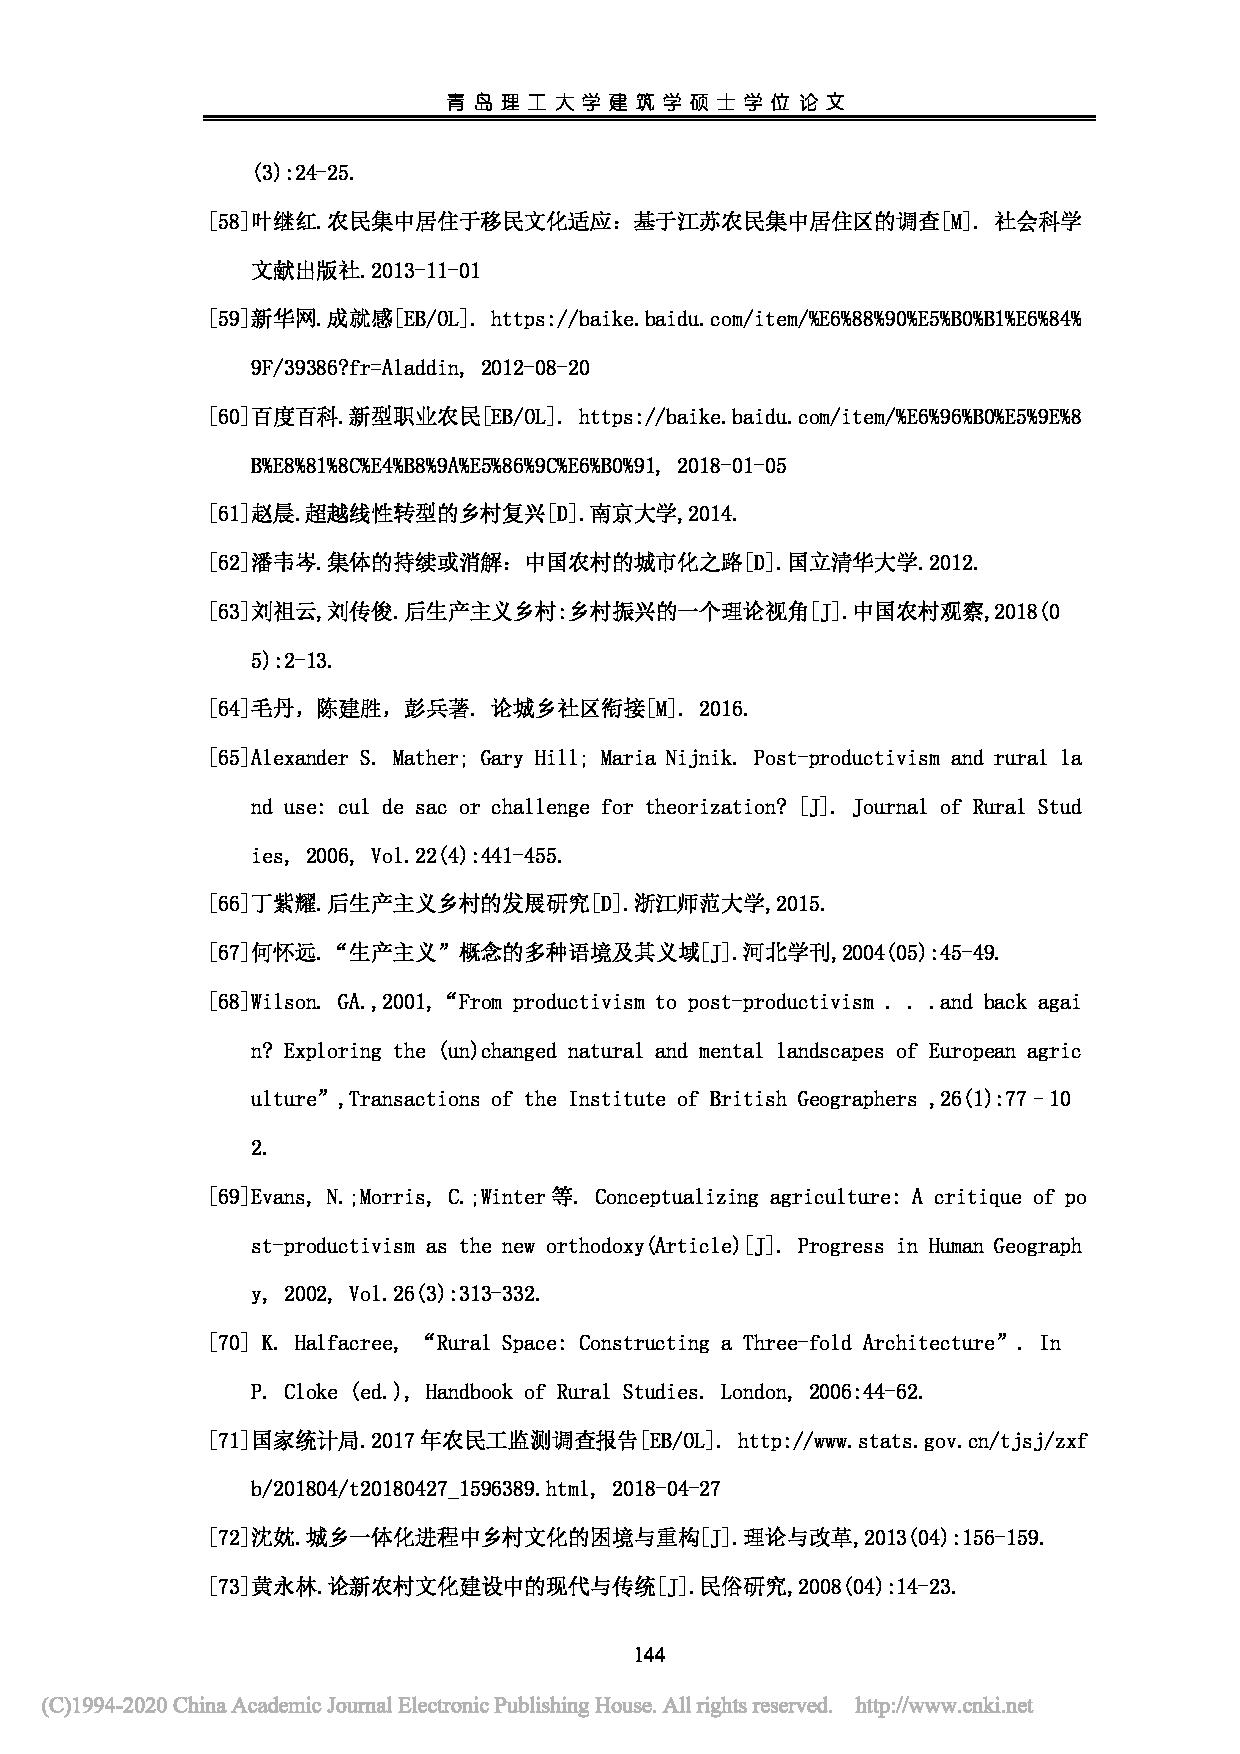 青岛理工大学建筑学硕士学位论文
(3):24-25.
[58]叶继红.农民集中居住于移民文化适应：基于江苏农民集中居住区的调查[M]. 社会科学
文献出版社.2013-11-01
[59]新华网.成就感[EB/OL]. https://baike.baidu.com/item/%E6%88%90%E5%B0%B1%E6%84%
9F/39386?fr=Aladdin, 2012-08-20
[60]百度百科.新型职业农民[EB/OL]. https://baike.baidu.com/item/%E6%96%B0%E5%9E%8
B%E8%81%8C%E4%B8%9A%E5%86%9C%E6%B0%91, 2018-01-05
[61]赵晨.超越线性转型的乡村复兴[D].南京大学,2014.
[62]潘韦岑.集体的持续或消解：中国农村的城市化之路[D].国立清华大学.2012.
[63]刘祖云,刘传俊.后生产主义乡村:乡村振兴的一个理论视角[J].中国农村观察,2018(0
5):2-13.
[64]毛丹，陈建胜，彭兵著. 论城乡社区衔接[M]. 2016.
[65]Alexander S. Mather; Gary Hill; Maria Nijnik. Post-productivism and rural la
nd use: cul de sac or challenge for theorization? [J]. Journal of Rural Stud
ies, 2006, Vol.22(4):441-455.
[66]丁紫耀.后生产主义乡村的发展研究[D].浙江师范大学,2015.
[67]何怀远.“生产主义”概念的多种语境及其义域[J].河北学刊,2004(05):45-49.
[68]Wilson. GA.,2001,“From productivism to post-productivism . . .and back agai
n? Exploring the (un)changed natural and mental landscapes of European agric
ulture”,Transactions of the Institute of British Geographers ,26(1):77–10
2.
[69]Evans, N.;Morris, C.;Winter等. Conceptualizing agriculture: A critique of po
st-productivism as the new orthodoxy(Article)[J]. Progress in Human Geograph
y, 2002, Vol.26(3):313-332.
[70] K. Halfacree, “Rural Space: Constructing a Three-fold Architecture”. In
P. Cloke (ed.), Handbook of Rural Studies. London, 2006:44-62.
[71]国家统计局.2017年农民工监测调查报告[EB/OL]. http://www.stats.gov.cn/tjsj/zxf
b/201804/t20180427_1596389.html, 2018-04-27
[72]沈妉.城乡一体化进程中乡村文化的困境与重构[J].理论与改革,2013(04):156-159.
[73]黄永林.论新农村文化建设中的现代与传统[J].民俗研究,2008(04):14-23.
144
(C)1994-2020 China Academic Journal Electronic Publishing House. All rights reserved. http://www.cnki.net